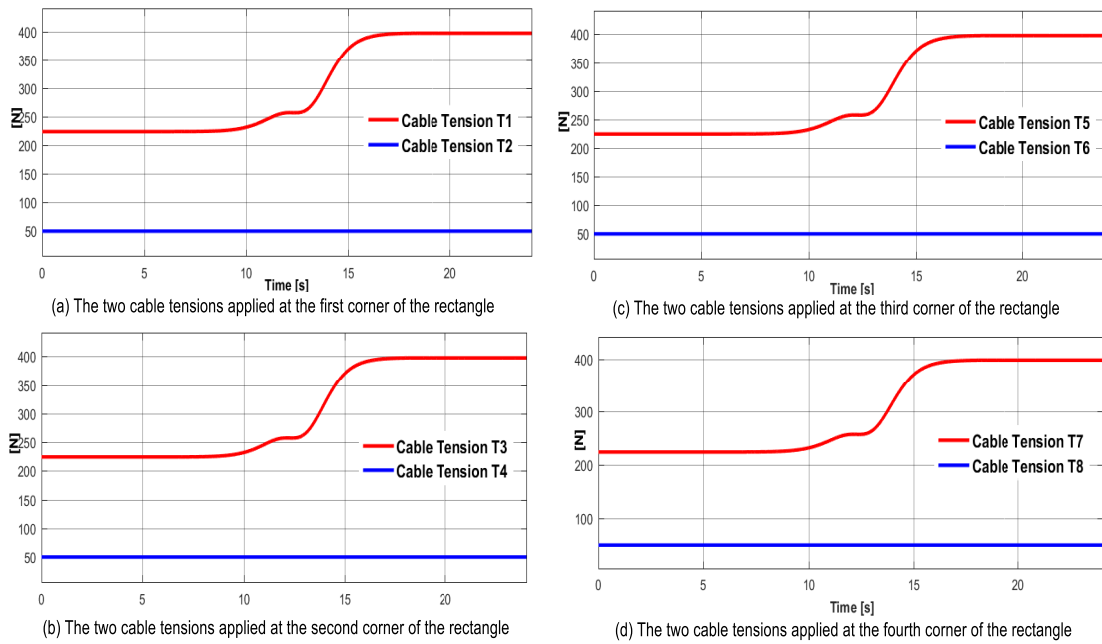 400
350
300
250
200
150
100
50
[N]
Cable Tension T1
Cable Tension T2
0 5 10 15 20
Time [s]
(a) The two cable tensions applied at the first corner of the rectangle
400
350
300
250
200
150
100
50
[N]
Cable Tension T5
Cable Tension T6
0 5 10 15 20
Time [s]
(c) The two cable tensions applied at the third corner of the rectangle
400
350
300
250
200
150
100
50
[N]
Cable Tension T3
Cable Tension T4
0 5 10 15 20
(b) The two cable tensions applied at the second corner of the rectangle
400
300
200
100
[N]
Cable Tension T7
Cable Tension T8
0 5 10 15 20
Time [s]
(d) The two cable tensions applied at the fourth corner of the rectangle